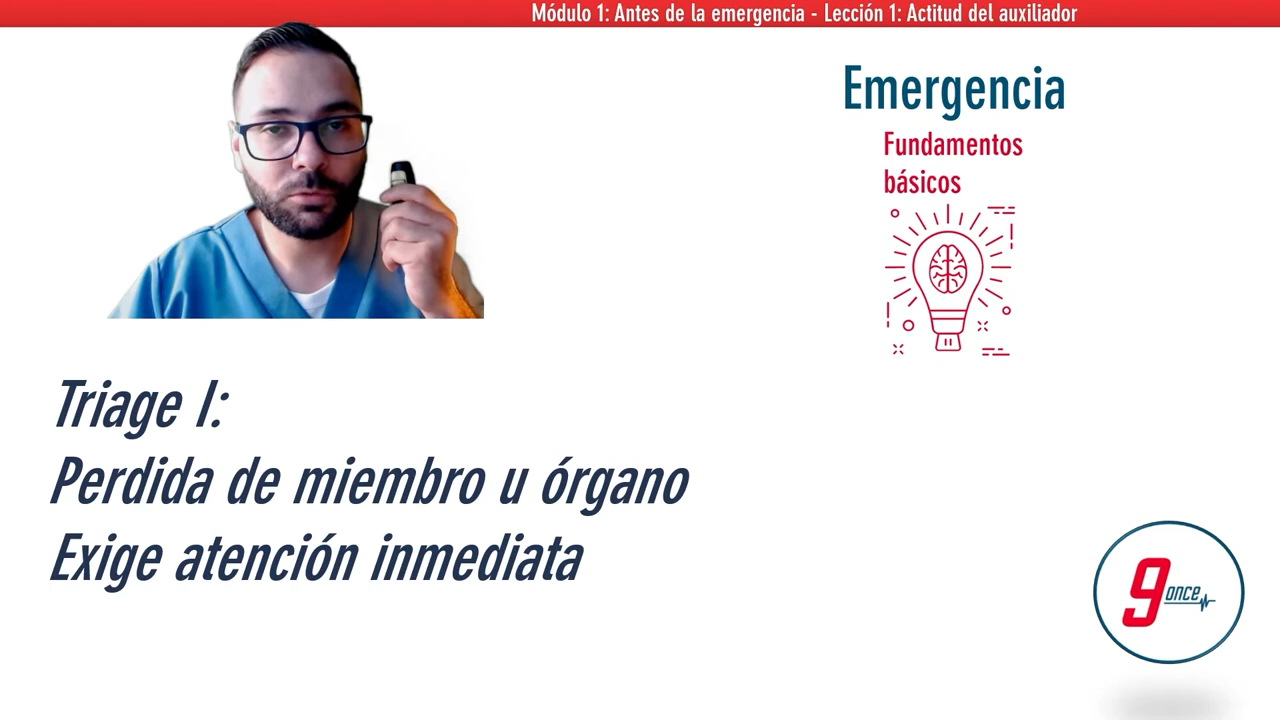 Módulo 1: Antes de la emergencia - Lección 1: Actitud del auxiliador
Emergencia
Fundamentos
básicos
Triage I:
Perdida de miembro u órgano
Exige atención inmediata
9 once